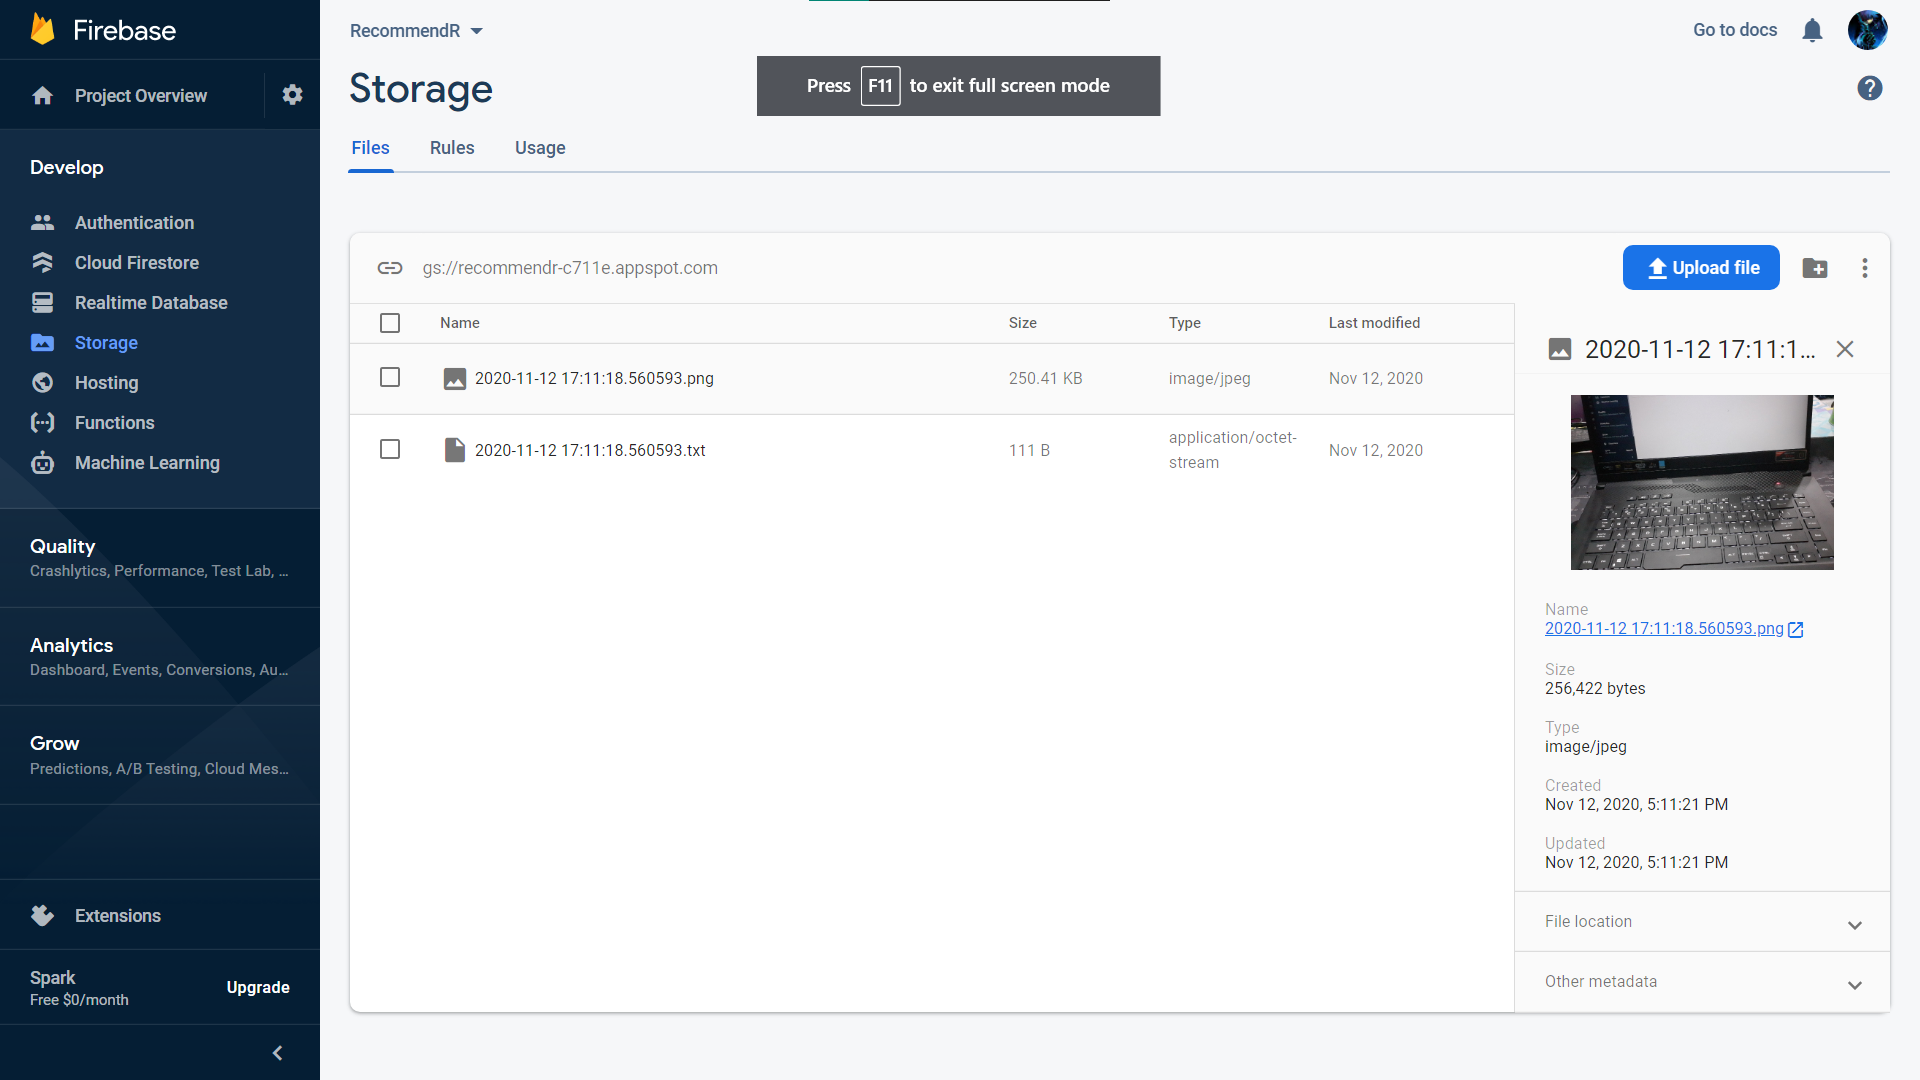 Firebase
Project Overview
Develop
Authentication
Cloud Firestore
Realtime Database
Storage
Hosting
Functions
Machine Learning
Quality
Crashlytics, Performance, Test Lab, ...
Analytics
Dashboard, Events, Conversions, Au...
Grow
Predictions, A/B Testing, Cloud Mes...
Extensions
Spark
Free $0/month
Upgrade
RecommendR
Go to docs
Storage
Press F11 to exit full screen mode
Files Rules Usage
gs://recommendr-c711e.appspot.com
Upload file
Name Size Type Last modified
2020-11-12 17:11:18.560593.png 250.41 KB image/jpeg Nov 12, 2020
2020-11-12 17:11:18.560593.txt 111 B application/octet-
stream Nov 12, 2020
2020-11-12 17:11:1...
Name
2020-11-12 17:11:18.560593.png
Size
256,422 bytes
Type
image/jpeg
Created
Nov 12, 2020, 5:11:21 PM
Updated
Nov 12, 2020, 5:11:21 PM
File location
Other metadata